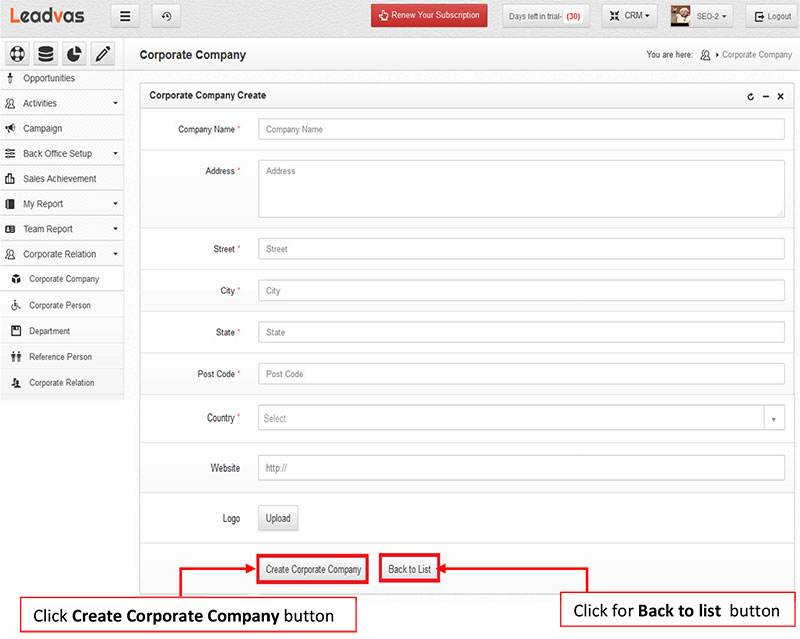 Leadvas
Renew Your Subscription
Days left in trial- (30)
CRM
SEO-2
Logout
Corporate Company
You are here: Corporate Company
Opportunities
Activities
Campaign
Back Office Setup
Sales Achievement
My Report
Team Report
Corporate Relation
Corporate Company
Corporate Person
Department
Reference Person
Corporate Relation
Corporate Company Create
Company Name * Company Name
Address * Address
Street * Street
City * City
State * State
Post Code * Post Code
Country * Select
Website http://
Logo Upload
Create Corporate Company Back to List
Click Create Corporate Company button
Click for Back to list button